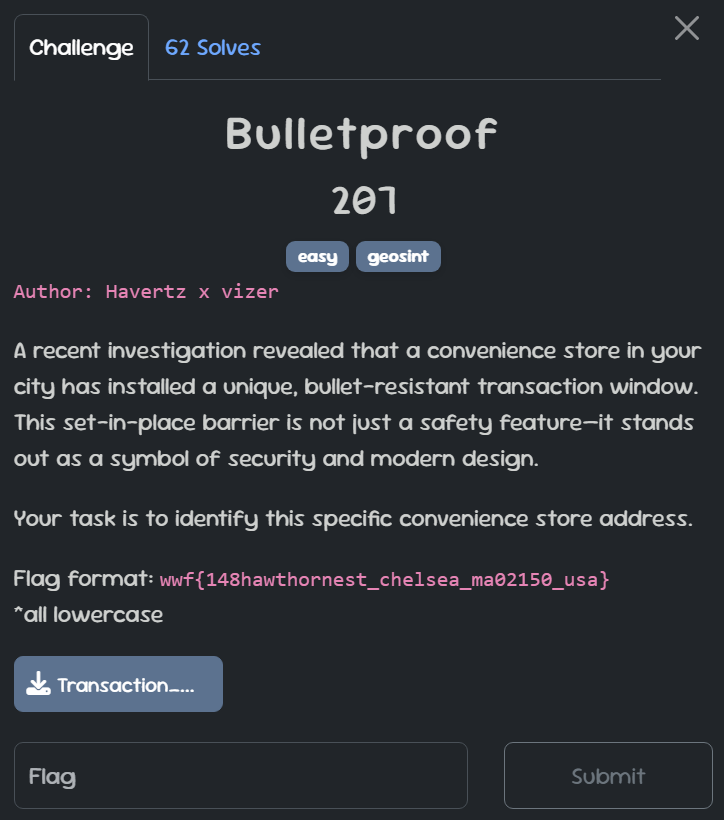 Challenge
62 Solves
Bulletproof
207
easy
geosint
Author: Havertz x vizer
A recent investigation revealed that a convenience store in your
city has installed a unique, bullet-resistant transaction window.
This set-in-place barrier is not just a safety feature—it stands
out as a symbol of security and modern design.
Your task is to identify this specific convenience store address.
Flag format: wwf{148hawthornest_chelsea_ma02150_usa}
*all lowercase
Transaction_...
Flag
Submit